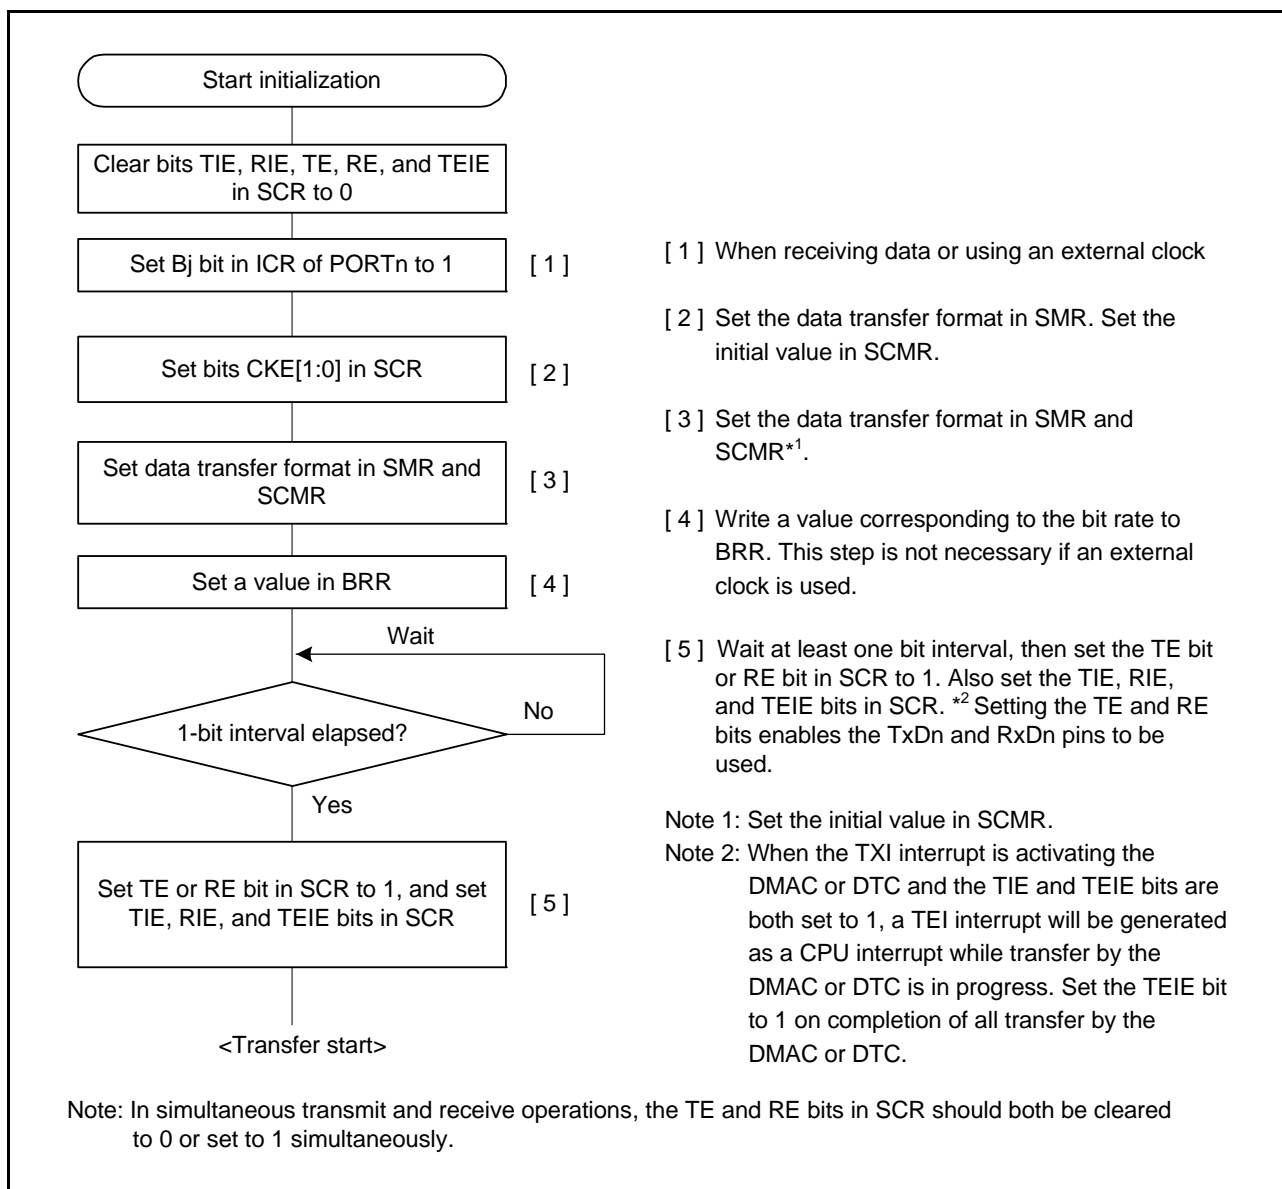 Start initialization
Clear bits TIE, RIE, TE, RE, and TEIE
in SCR to 0
Set Bj bit in ICR of PORTn to 1
[ 1 ]
Set bits CKE[1:0] in SCR
[ 2 ]
Set data transfer format in SMR and
SCMR
[ 3 ]
Set a value in BRR
[ 4 ]
Wait
1-bit interval elapsed?
No
Yes
Set TE or RE bit in SCR to 1, and set
TIE, RIE, and TEIE bits in SCR
[ 5 ]
<Transfer start>
[ 1 ] When receiving data or using an external clock
[ 2 ] Set the data transfer format in SMR. Set the
initial value in SCMR.
[ 3 ] Set the data transfer format in SMR and
SCMR*1.
[ 4 ] Write a value corresponding to the bit rate to
BRR. This step is not necessary if an external
clock is used.
[ 5 ] Wait at least one bit interval, then set the TE bit
or RE bit in SCR to 1. Also set the TIE, RIE,
and TEIE bits in SCR. *2 Setting the TE and RE
bits enables the TxDn and RxDn pins to be
used.
Note 1: Set the initial value in SCMR.
Note 2: When the TXI interrupt is activating the
DMAC or DTC and the TIE and TEIE bits are
both set to 1, a TEI interrupt will be generated
as a CPU interrupt while transfer by the
DMAC or DTC is in progress. Set the TEIE bit
to 1 on completion of all transfer by the
DMAC or DTC.
Note: In simultaneous transmit and receive operations, the TE and RE bits in SCR should both be cleared
to 0 or set to 1 simultaneously.